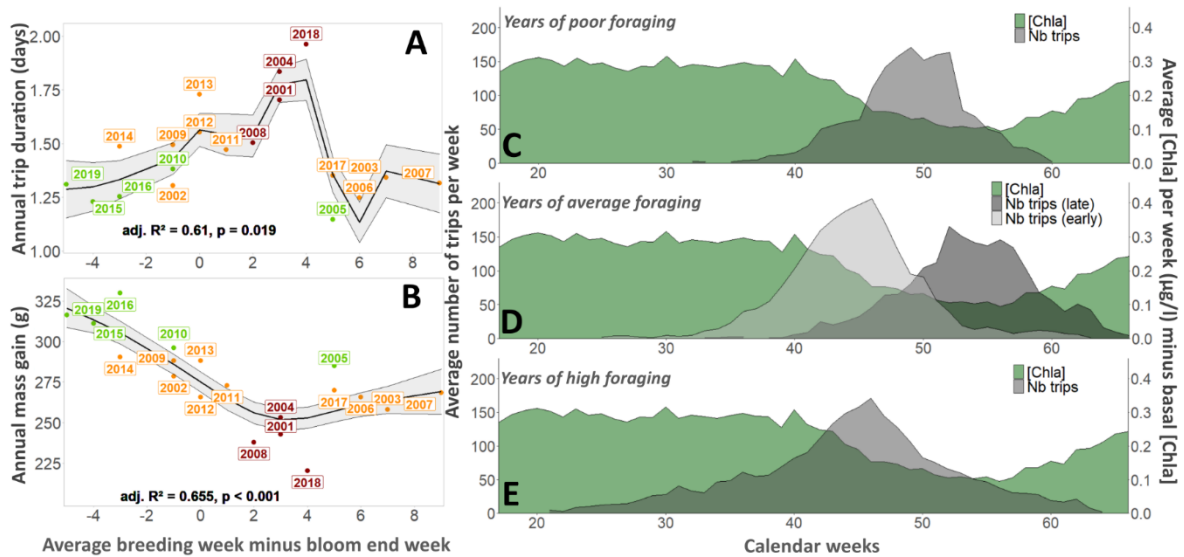 A
Annual trip duration (days)
2.00
1.75
1.50
1.25
1.00
2018
2004
2001
2013
2012
2014
2009
2011
2008
2010
2019
2016
2002
2015
2017
2003
2006
2007
2005
adj. R² = 0.61, p = 0.019
-4 -2 0 2 4 6 8
B
Annual mass gain (g)
325
300
275
250
225
2019
2016
2015
2010
2014
2009
2013
2002
2012
2011
2005
2004
2001
2017
2006
2003
2007
2008
2018
adj. R² = 0.655, p < 0.001
-4 -2 0 2 4 6 8
Average breeding week minus bloom end week
Average number of trips per week
Years of poor foraging
[Chla]
Nb trips
C
200
150
100
50
0
0.4
0.3
0.2
0.1
0.0
20 30 40 50 60
Years of average foraging
[Chla]
Nb trips (late)
Nb trips (early)
D
200
150
100
50
0
0.4
0.3
0.2
0.1
0.0
20 30 40 50 60
Years of high foraging
[Chla]
Nb trips
E
200
150
100
50
0
0.4
0.3
0.2
0.1
0.0
20 30 40 50 60
Calendar weeks
Average [Chla] per week (µg/l) minus basal [Chla]